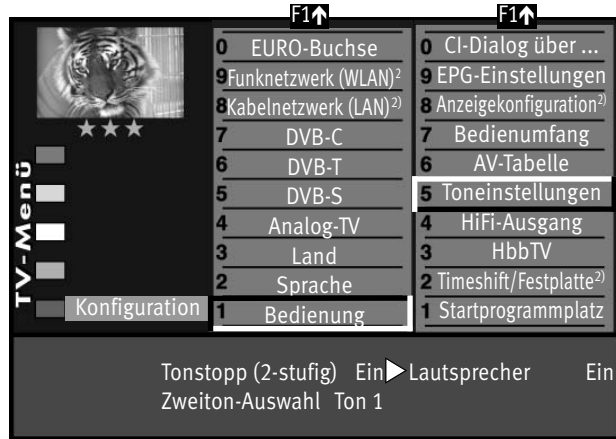 F1
F1
0 EURO-Buchse
9 Funknetzwerk (WLAN)2
8 Kabelnetzwerk (LAN)2)
7 DVB-C
6 DVB-T
5 DVB-S
4 Analog-TV
3 Land
2 Sprache
1 Bedienung
0 CI-Dialog über ...
9 EPG-Einstellungen
8 Anzeigekonfiguration2)
7 Bedienumfang
6 AV-Tabelle
5 Toneinstellungen
4 HiFi-Ausgang
3 HbbTV
2 Timeshift/Festplatte2)
1 Startprogrammplatz
TV-Menü
Konfiguration
Tonstopp (2-stufig) Ein Lautsprecher Ein
Zweiton-Auswahl Ton 1